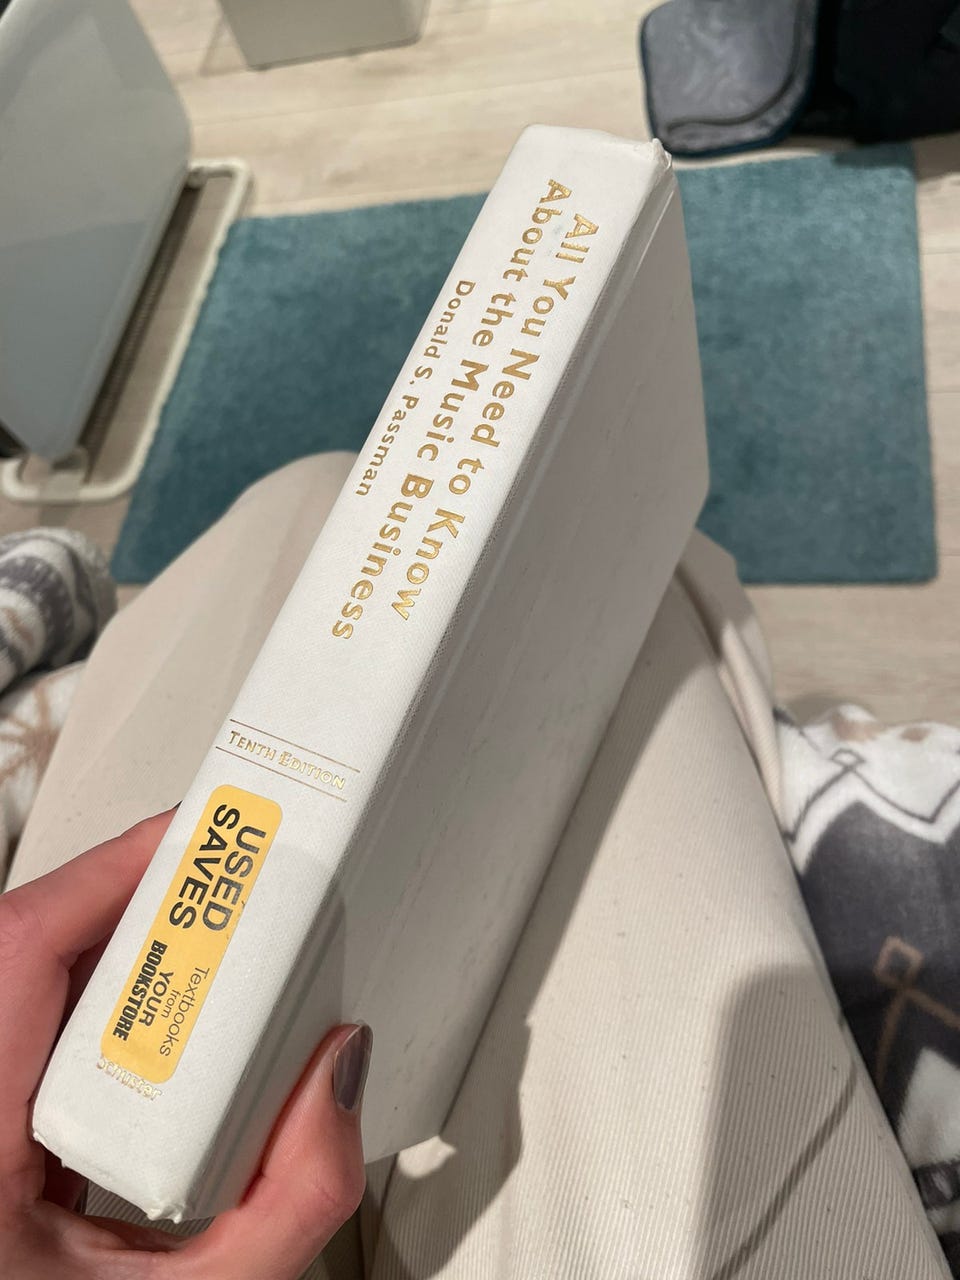 All You Need to Know
About the Music Business
Donald S. Passman
TENTH EDITION
USED
SAVES
Textbooks
from
YOUR
BOOKSTORE
Schuster